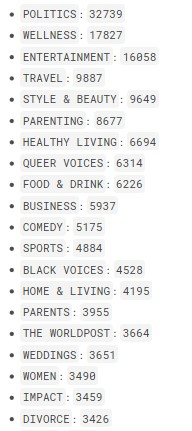 POLITICS: 32739
WELLNESS: 17827
ENTERTAINMENT: 16058
TRAVEL: 9887
STYLE & BEAUTY: 9649
PARENTING: 8677
HEALTHY LIVING: 6694
QUEER VOICES: 6314
FOOD & DRINK: 6226
BUSINESS: 5937
COMEDY: 5175
SPORTS: 4884
BLACK VOICES: 4528
HOME & LIVING: 4195
PARENTS: 3955
THE WORLDPOST: 3664
WEDDINGS: 3651
WOMEN: 3490
IMPACT: 3459
DIVORCE: 3426